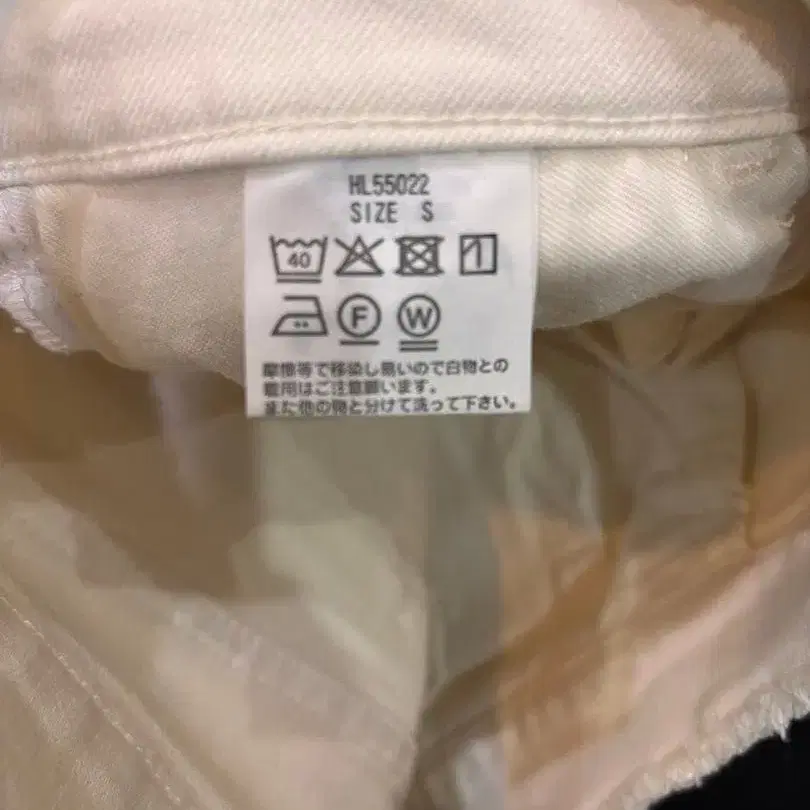 HL55022
SIZE S
40
F W
摩擦等で移染し易いので白物との
着用はご注意願います。
また他の物と分けて洗って下さい。